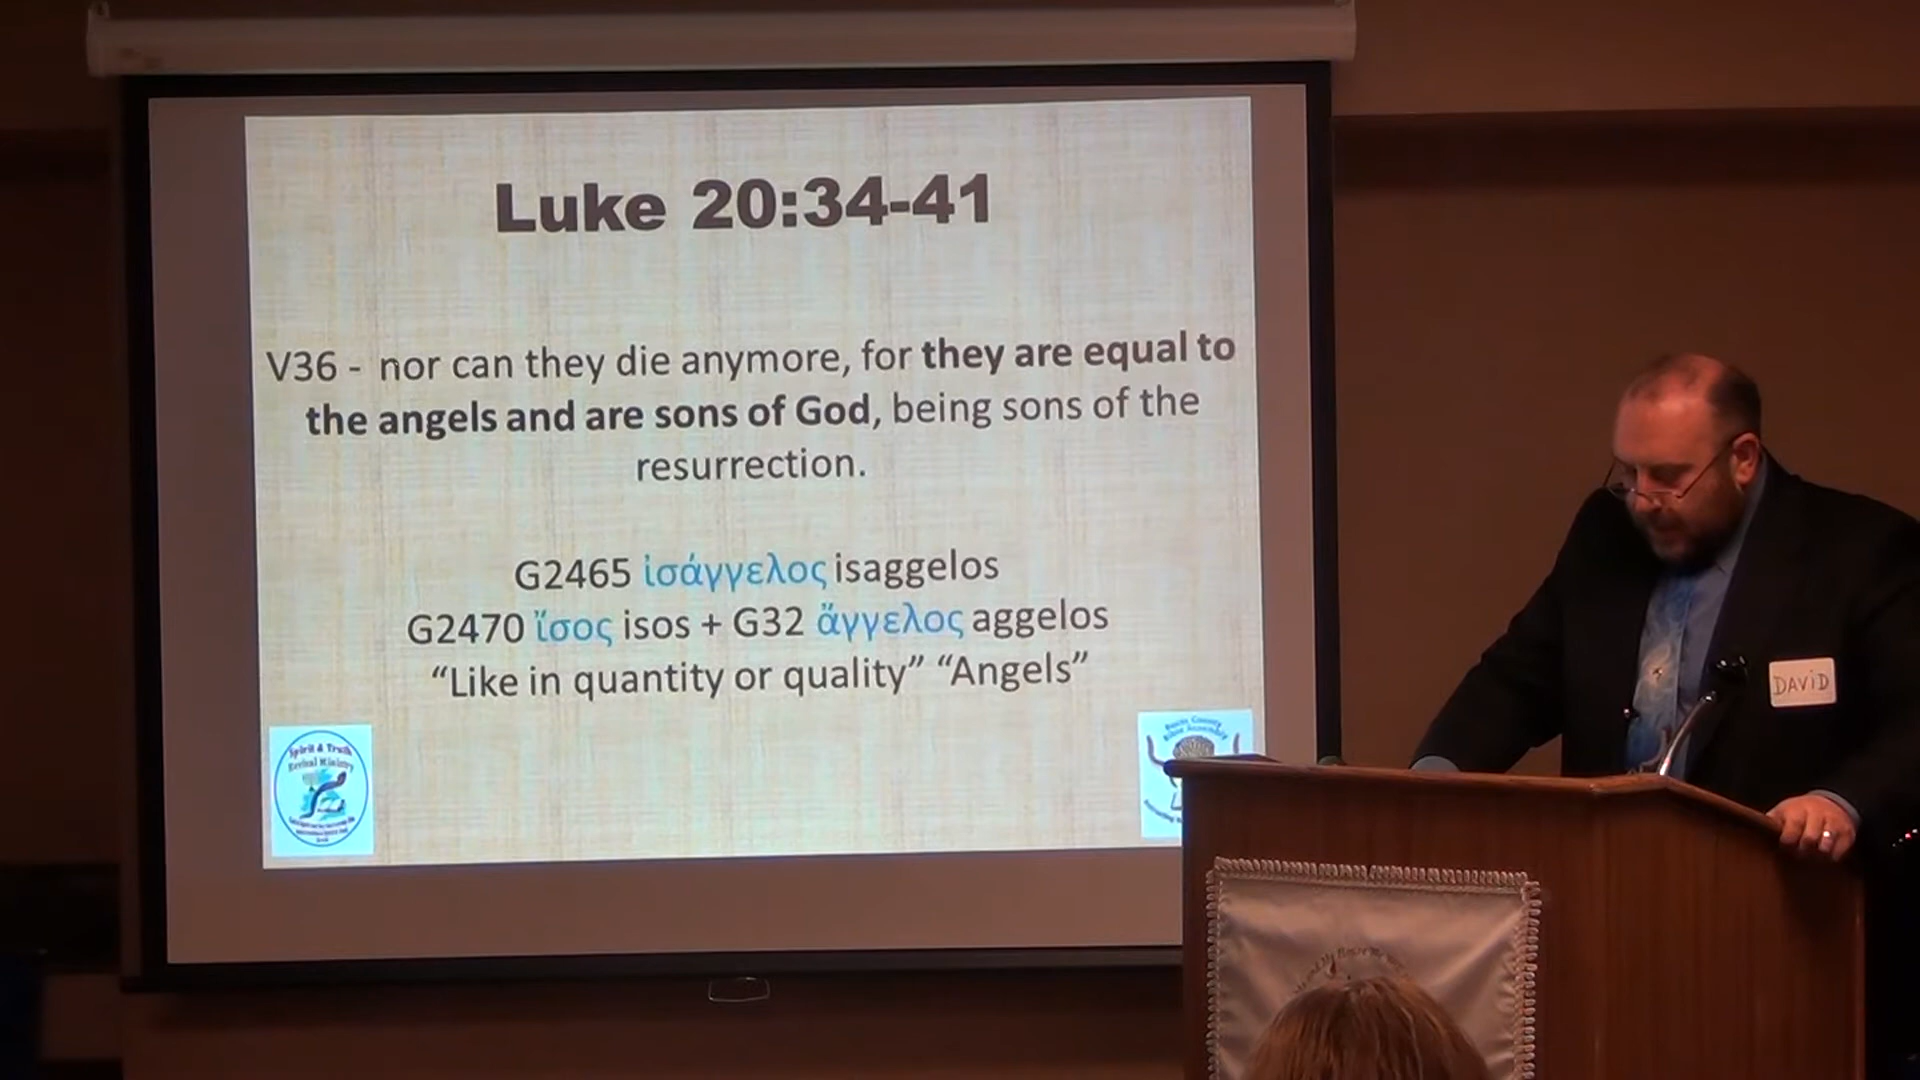 Luke 20:34-41
V36 - nor can they die anymore, for they are equal to
the angels and are sons of God, being sons of the
resurrection.
G2465 ἰσάγγελος isaggelos
G2470 ἴσος isos + G32 ἄγγελος aggelos
“Like in quantity or quality” “Angels”
Spirit & Truth
Revival Ministry
DAViD